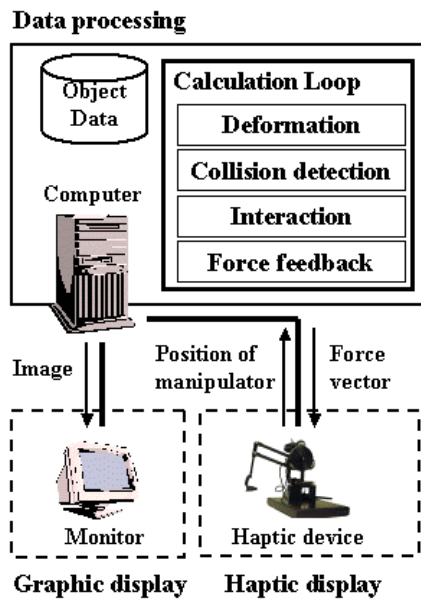 Data processing
Object
Data
Calculation Loop
Deformation
Collision detection
Interaction
Force feedback
Computer
Image
Position of
manipulator
Force
vector
Monitor
Haptic device
Graphic display
Haptic display